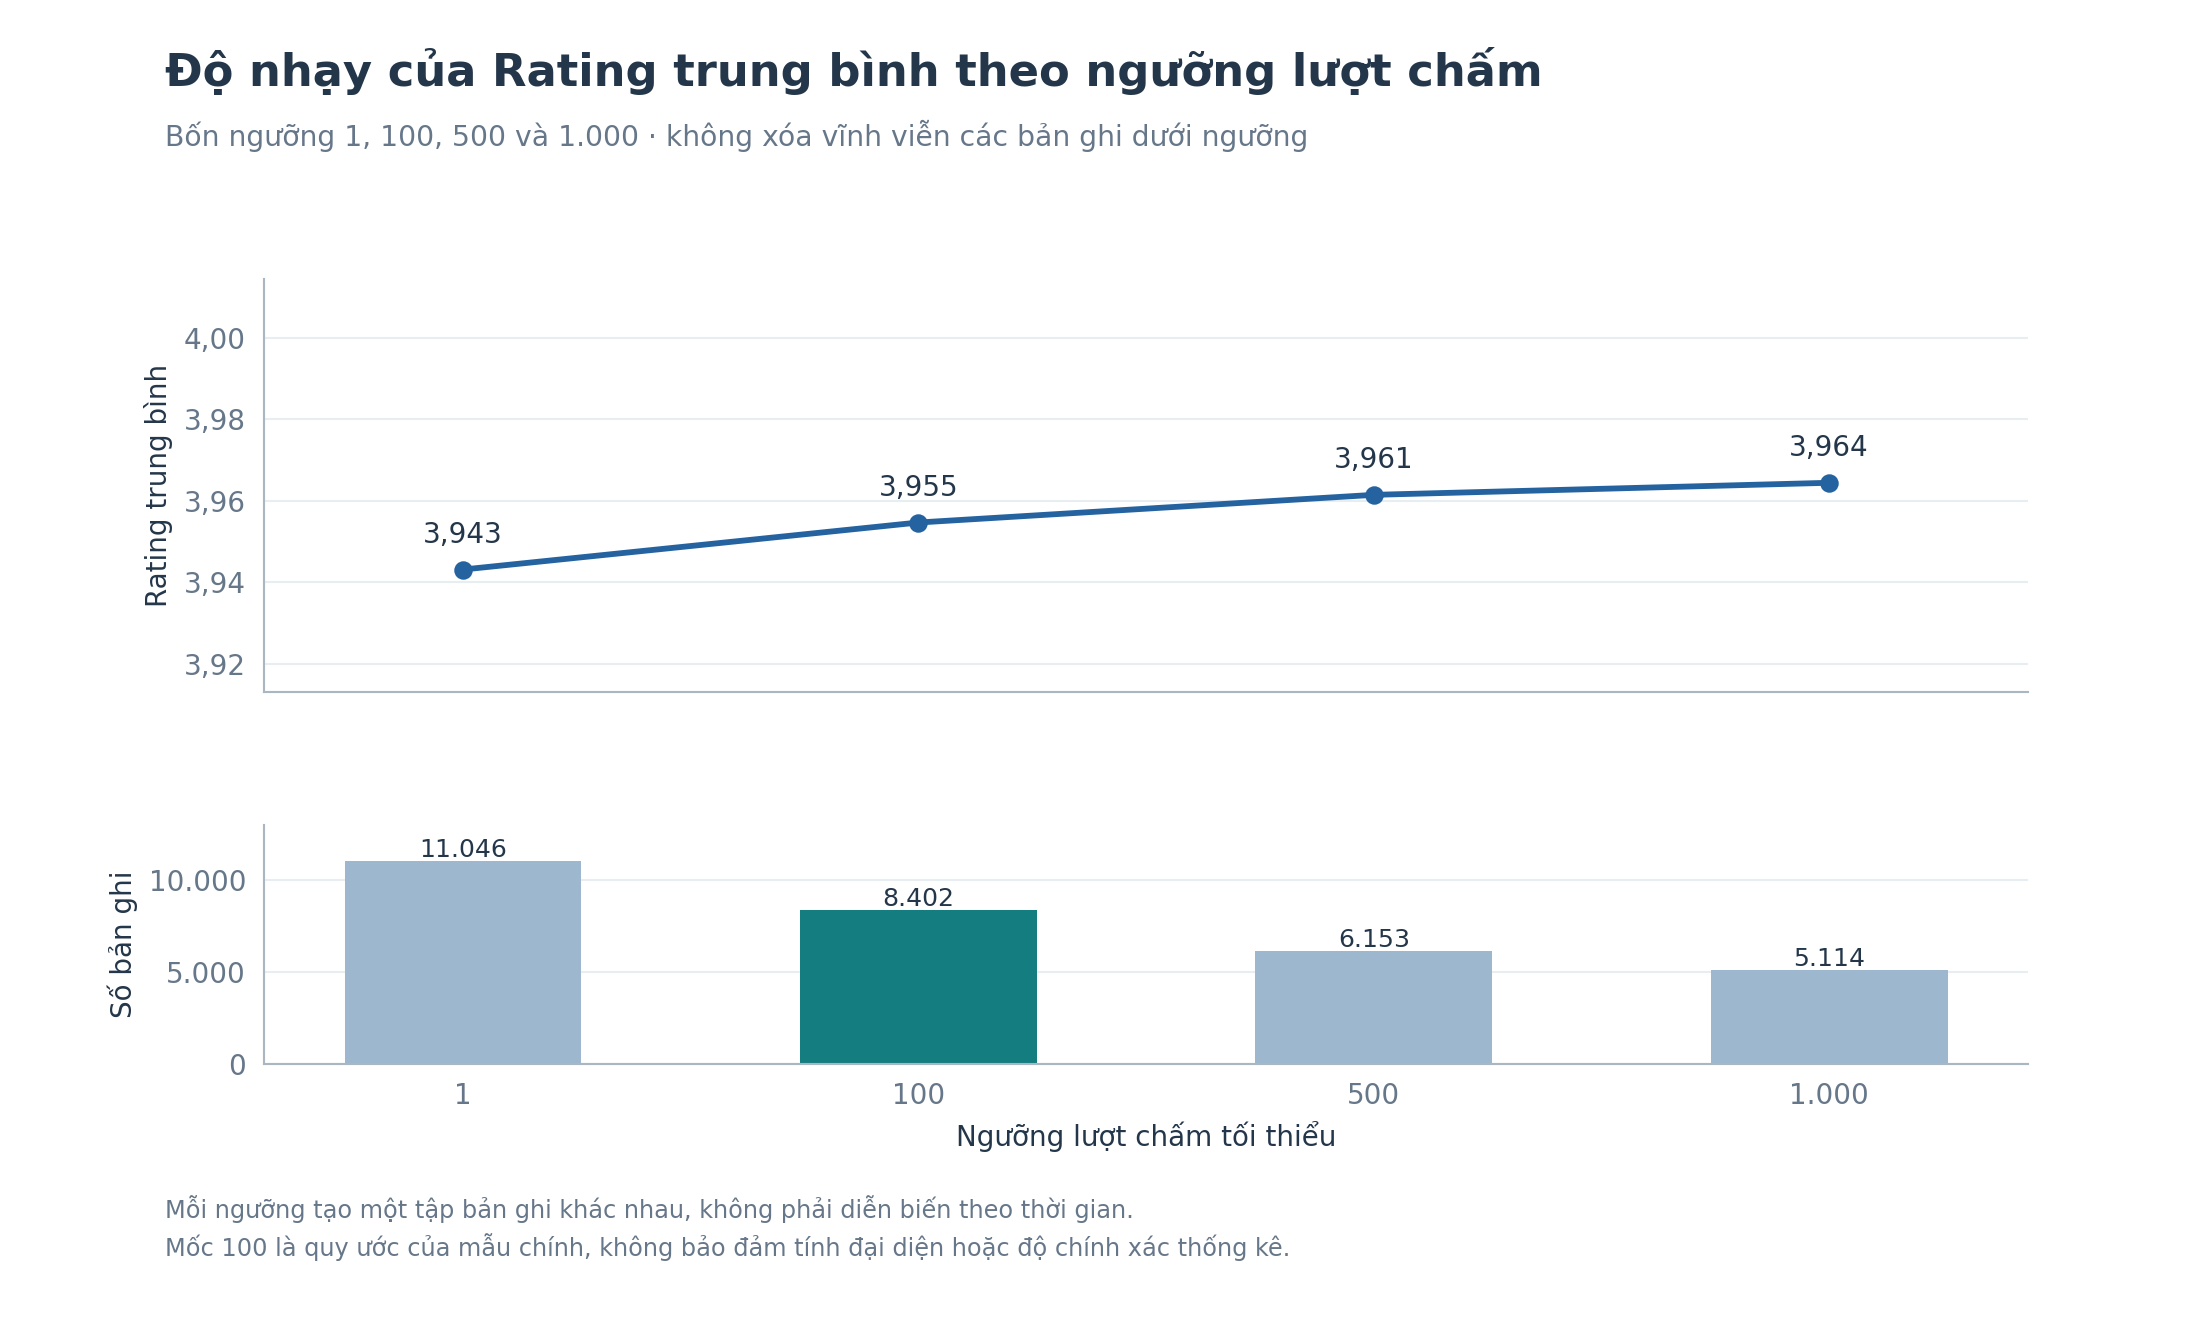 Độ nhạy của Rating trung bình theo ngưỡng lượt chấm
Bốn ngưỡng 1, 100, 500 và 1.000 · không xóa vĩnh viễn các bản ghi dưới ngưỡng
Rating trung bình
4,00
3,98
3,96
3,94
3,92
3,943
3,955
3,961
3,964
Số bản ghi
10.000
5.000
0
11.046
8.402
6.153
5.114
1
100
500
1.000
Ngưỡng lượt chấm tối thiểu
Mỗi ngưỡng tạo một tập bản ghi khác nhau, không phải diễn biến theo thời gian.
Mốc 100 là quy ước của mẫu chính, không bảo đảm tính đại diện hoặc độ chính xác thống kê.